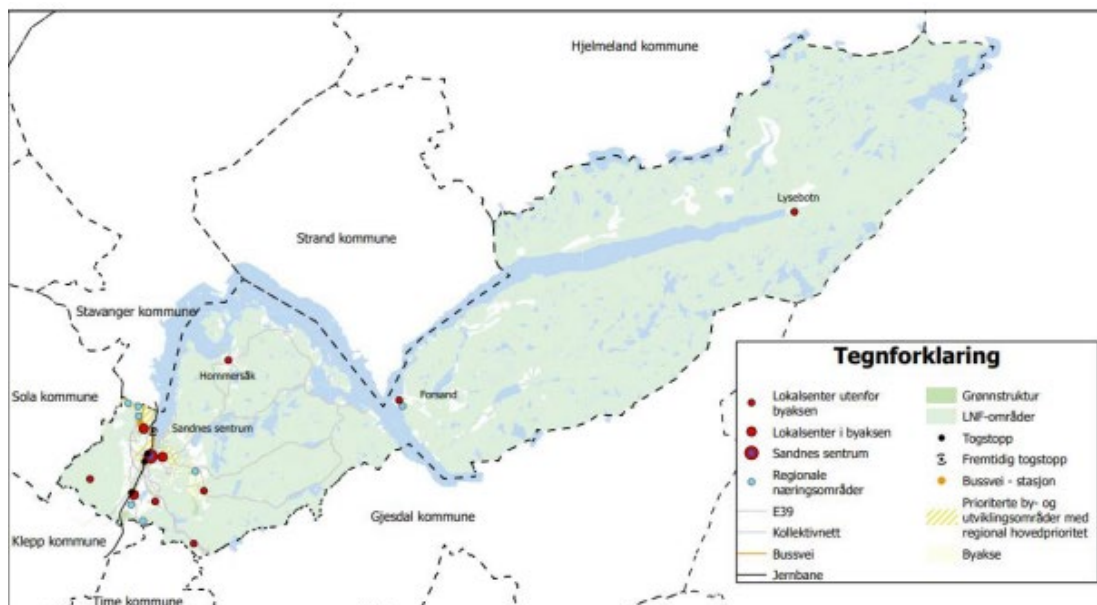 Hjelmeland kommune
Lysebotn
Strand kommune
Stavanger kommune
Hommersåk
Sola kommune
Forsand
Sandnes sentrum
Gjesdal kommune
Klepp kommune
Time kommune
Tegnforklaring
Lokalsenter utenfor
byaksen
Lokalsenter i byaksen
Sandnes sentrum
Regionale
næringsområder
E39
Kollektivnett
Bussvei
Jernbane
Grønnstruktur
LNF-områder
Togstopp
Fremtidig togstopp
Bussvei - stasjon
Prioriterte by- og
utviklingsområder med
regional hovedprioritet
Byakse